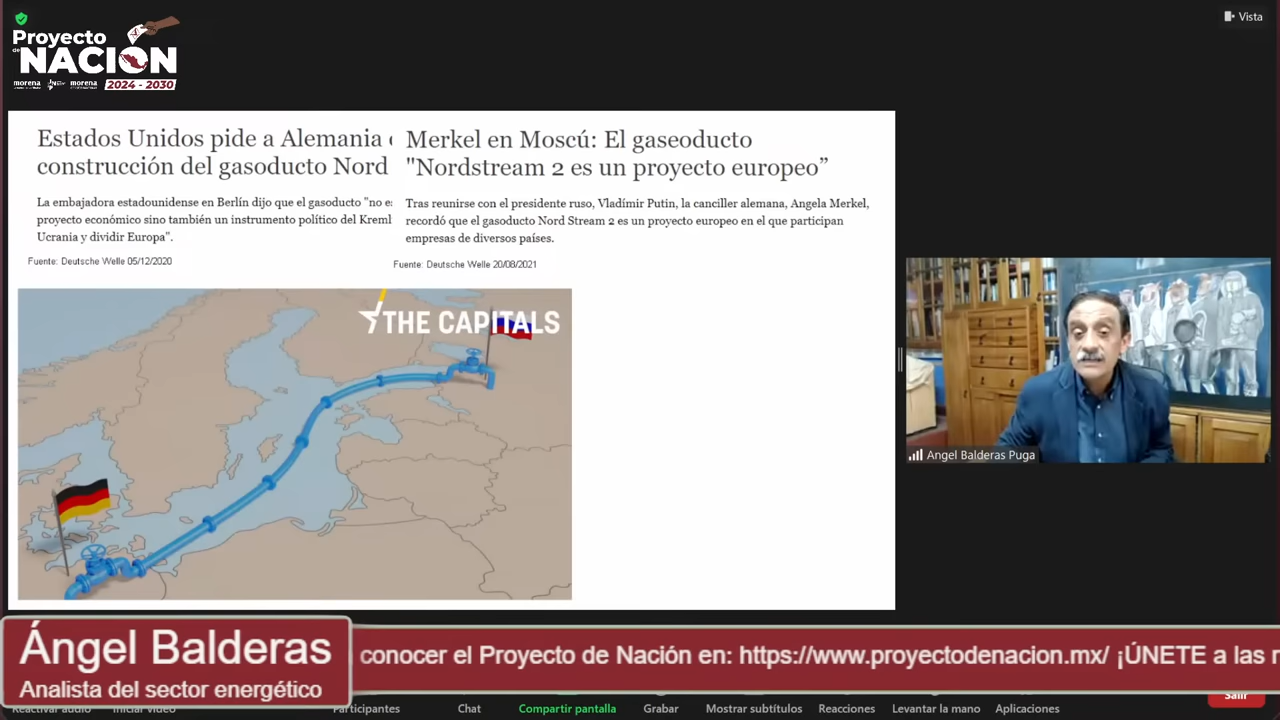 Proyecto
de
NACIÓN
morena
morena
2024 - 2030
Vista
Estados Unidos pide a Alemania
construcción del gasoducto Nord
La embajadora estadounidense en Berlín dijo que el gasoducto "no es
proyecto económico sino también un instrumento político del Kreml
Ucrania y dividir Europa".
Fuente: Deutsche Welle 05/12/2020
Merkel en Moscú: El gaseoducto
"Nordstream 2 es un proyecto europeo”
Tras reunirse con el presidente ruso, Vladímir Putin, la canciller alemana, Angela Merkel,
recordó que el gasoducto Nord Stream 2 es un proyecto europeo en el que participan
empresas de diversos países.
Fuente: Deutsche Welle 20/08/2021
THE CAPITALS
Angel Balderas Puga
Ángel Balderas
Analista del sector energético
conocer el Proyecto de Nación en: https://www.proyectodenacion.mx/ ¡ÚNETE a las
Reactivar audio
Iniciar video
Participantes
Chat
Compartir pantalla
Grabar
Mostrar subtítulos
Reacciones
Levantar la mano
Aplicaciones
Salir